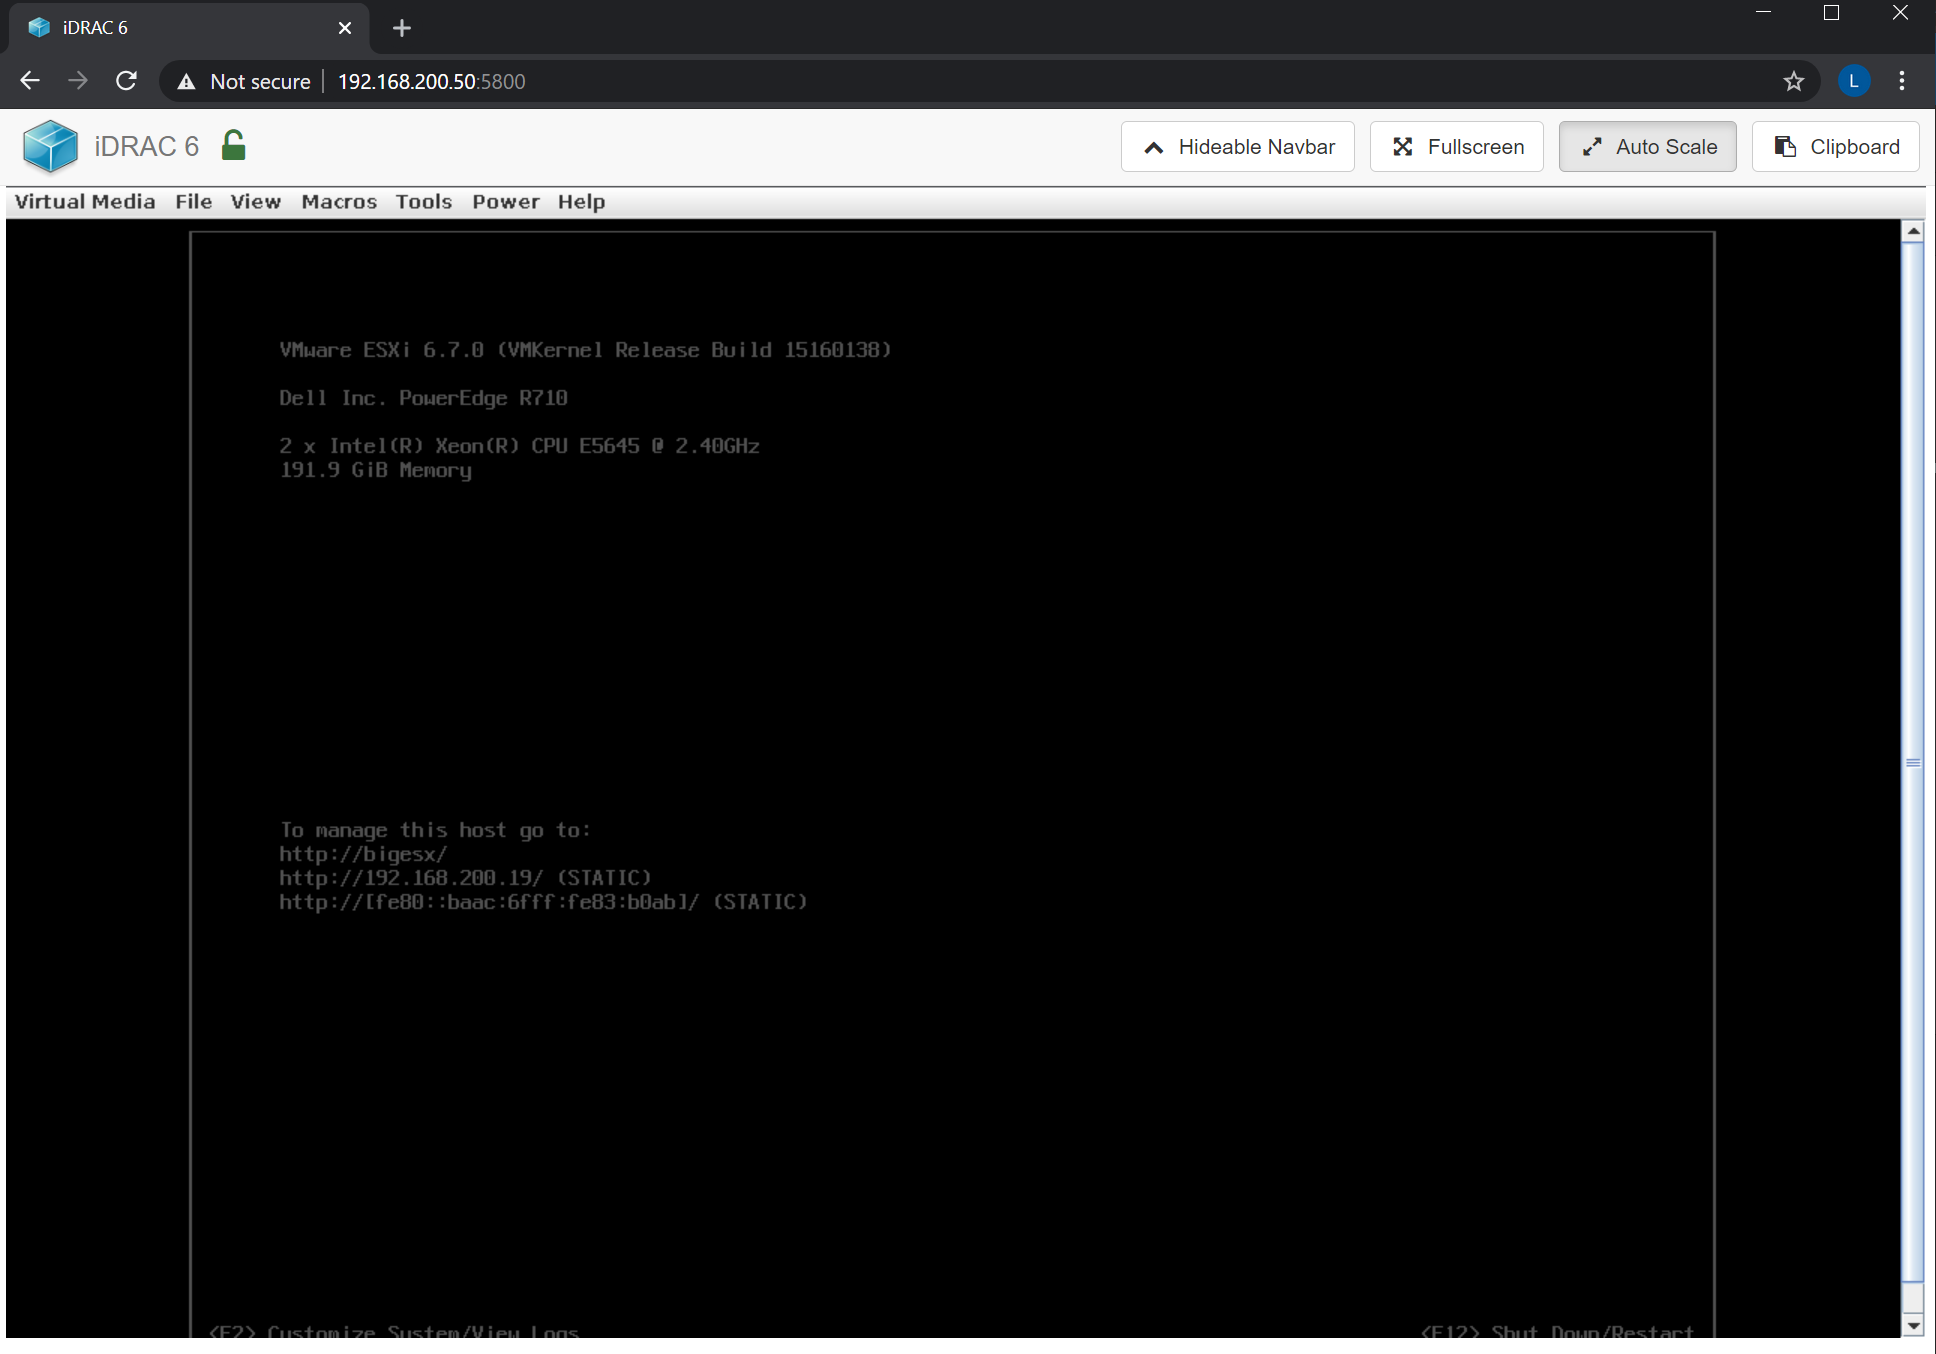 iDRAC 6
Not secure 192.168.200.50:5800
L
iDRAC 6
Hideable Navbar
Fullscreen
Auto Scale
Clipboard
Virtual Media File View Macros Tools Power Help
VMware ESXi 6.7.0 (VMKernel Release Build 15160138)
Dell Inc. PowerEdge R710
2 x Intel(R) Xeon(R) CPU E5645 @ 2.40GHz
191.9 GiB Memory
To manage this host go to:
http://bigesx/
http://192.168.200.19/ (STATIC)
http://[fe80::baac:6fff:fe83:b0ab]/ (STATIC)
<F2> Customize System/View Logs
<F12> Shut Down/Restart